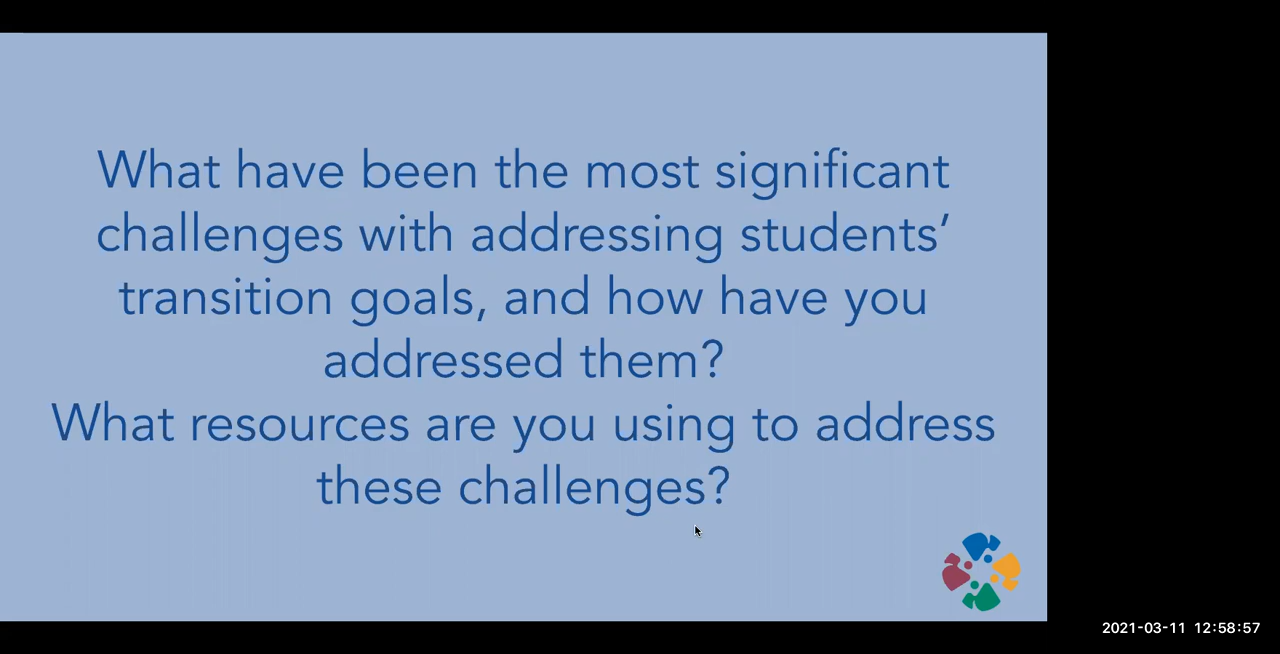 What have been the most significant
challenges with addressing students’
transition goals, and how have you
addressed them?
What resources are you using to address
these challenges?
2021-03-11 12:58:57